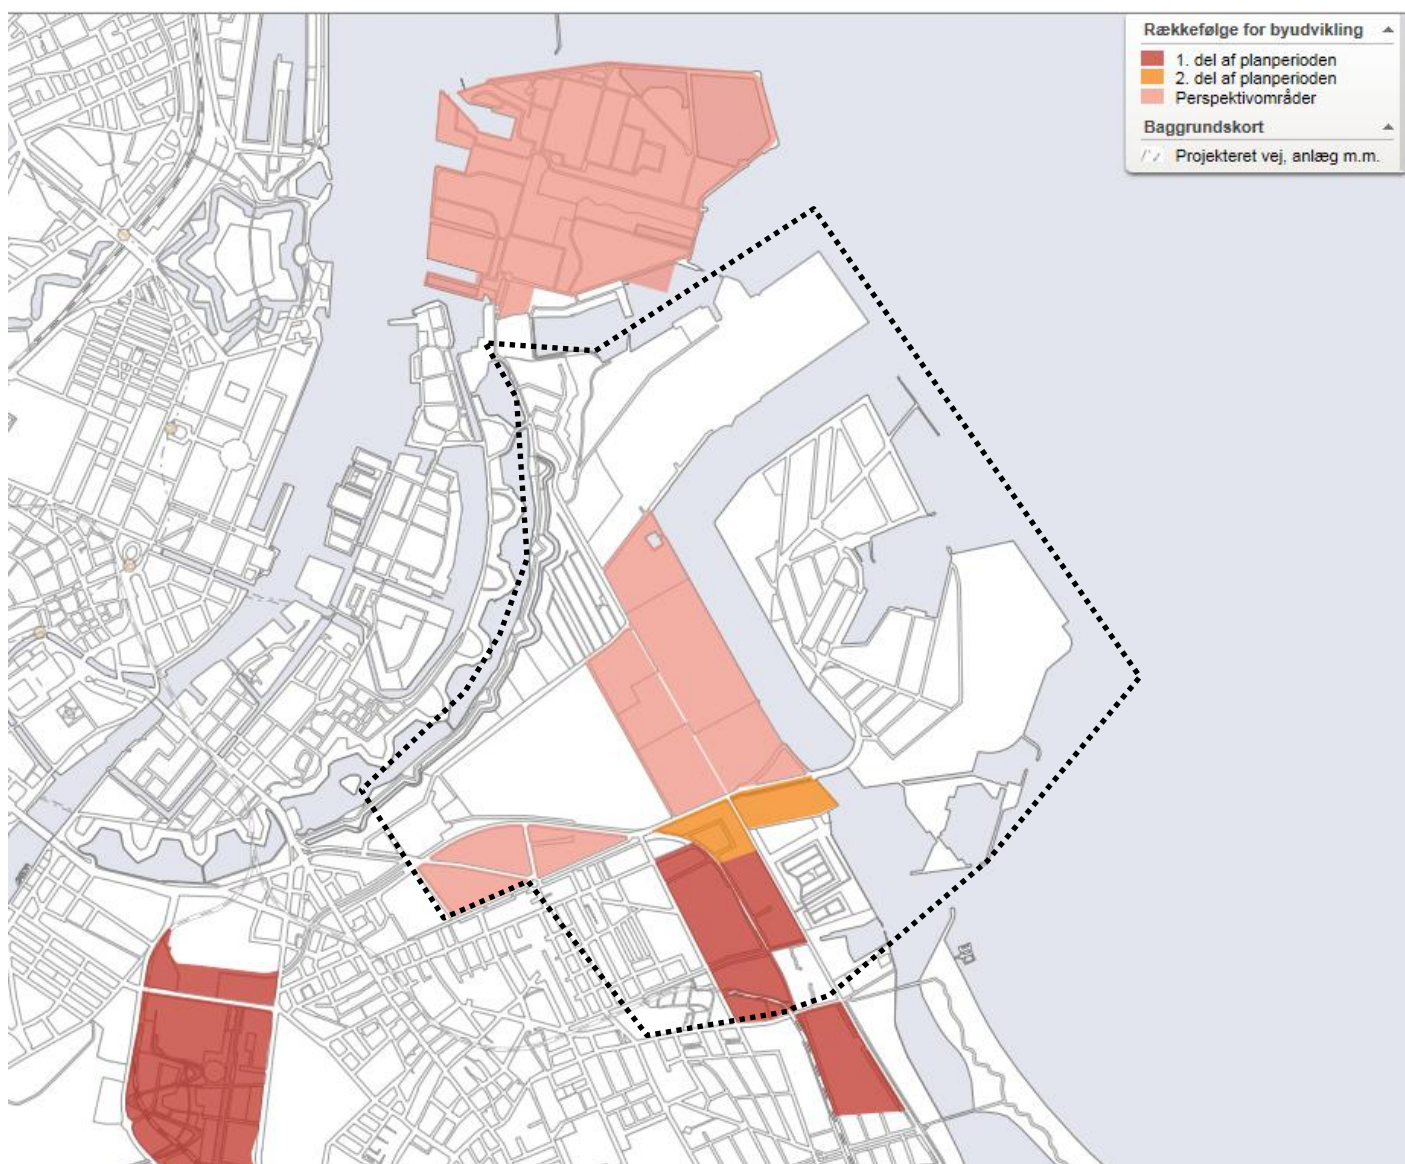 Rækkefølge for byudvikling
1. del af planperioden
2. del af planperioden
Perspektivområder
Baggrundskort
Projekteret vej, anlæg m.m.